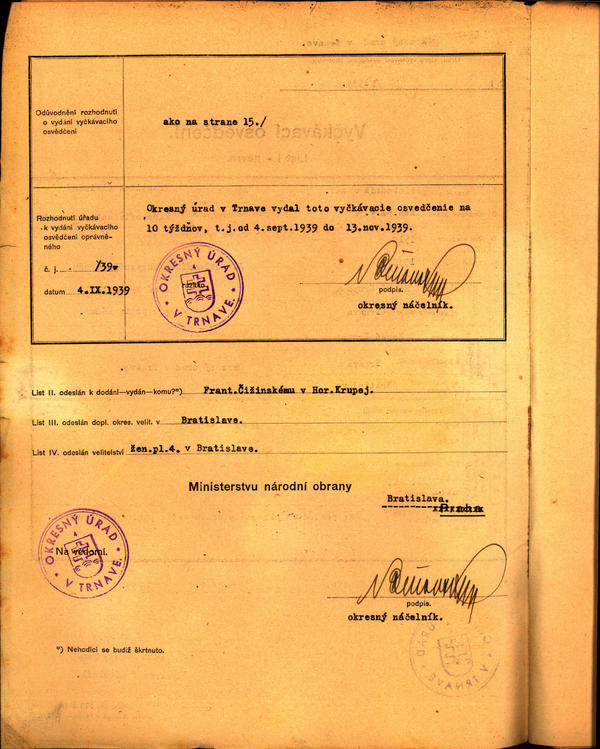 Odůvodnění rozhodnutí
o vydání vyčkávacího
osvědčení
ako na strane 15./
Rozhodnutí úřadu
k vydání vyčkávacího
osvědčení oprávně-
ného
č. j. /39
datum 4.IX.1939
Okresný úrad v Trnave vydal toto vyčkávacie osvedčenie na
10 týždňov, t.j.od 4.sept.1939 do 13.nov.1939.
OKRESNÝ ÚRAD
V TRNAVE.
razítko
podpis.
okresný náčelník.
List II. odeslán k dodání—vydán—komu?*) Frant.Čižinskému v Hor.Krupej.
List III. odeslán dopl. okres. velit. v Bratislave.
List IV. odeslán velitelství žen.pl.4. v Bratislave.
Ministerstvu národní obrany
Bratislava.
Praha
OKRESNÝ ÚRAD
V TRNAVE.
Na vědomí.
podpis.
okresný náčelník.
*) Nehodící se budiž škrtnuto.
V TRNAVE